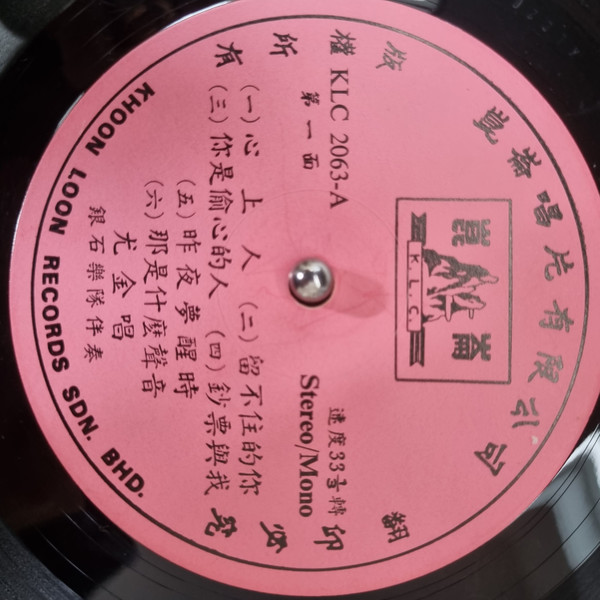 崑崙唱片有限公司
崑崙
K.L.C.
版權所有
翻印必究
KLC 2063-A
第一面
速度33⅓轉
Stereo/Mono
(一)心上人 (二)留不住的你
(三)你是偷心的人 (四)鈔票與我
(五)昨夜夢醒時
(六)那是什麼聲音
尤金唱
銀石樂隊伴奏
KHOON LOON RECORDS SDN. BHD.